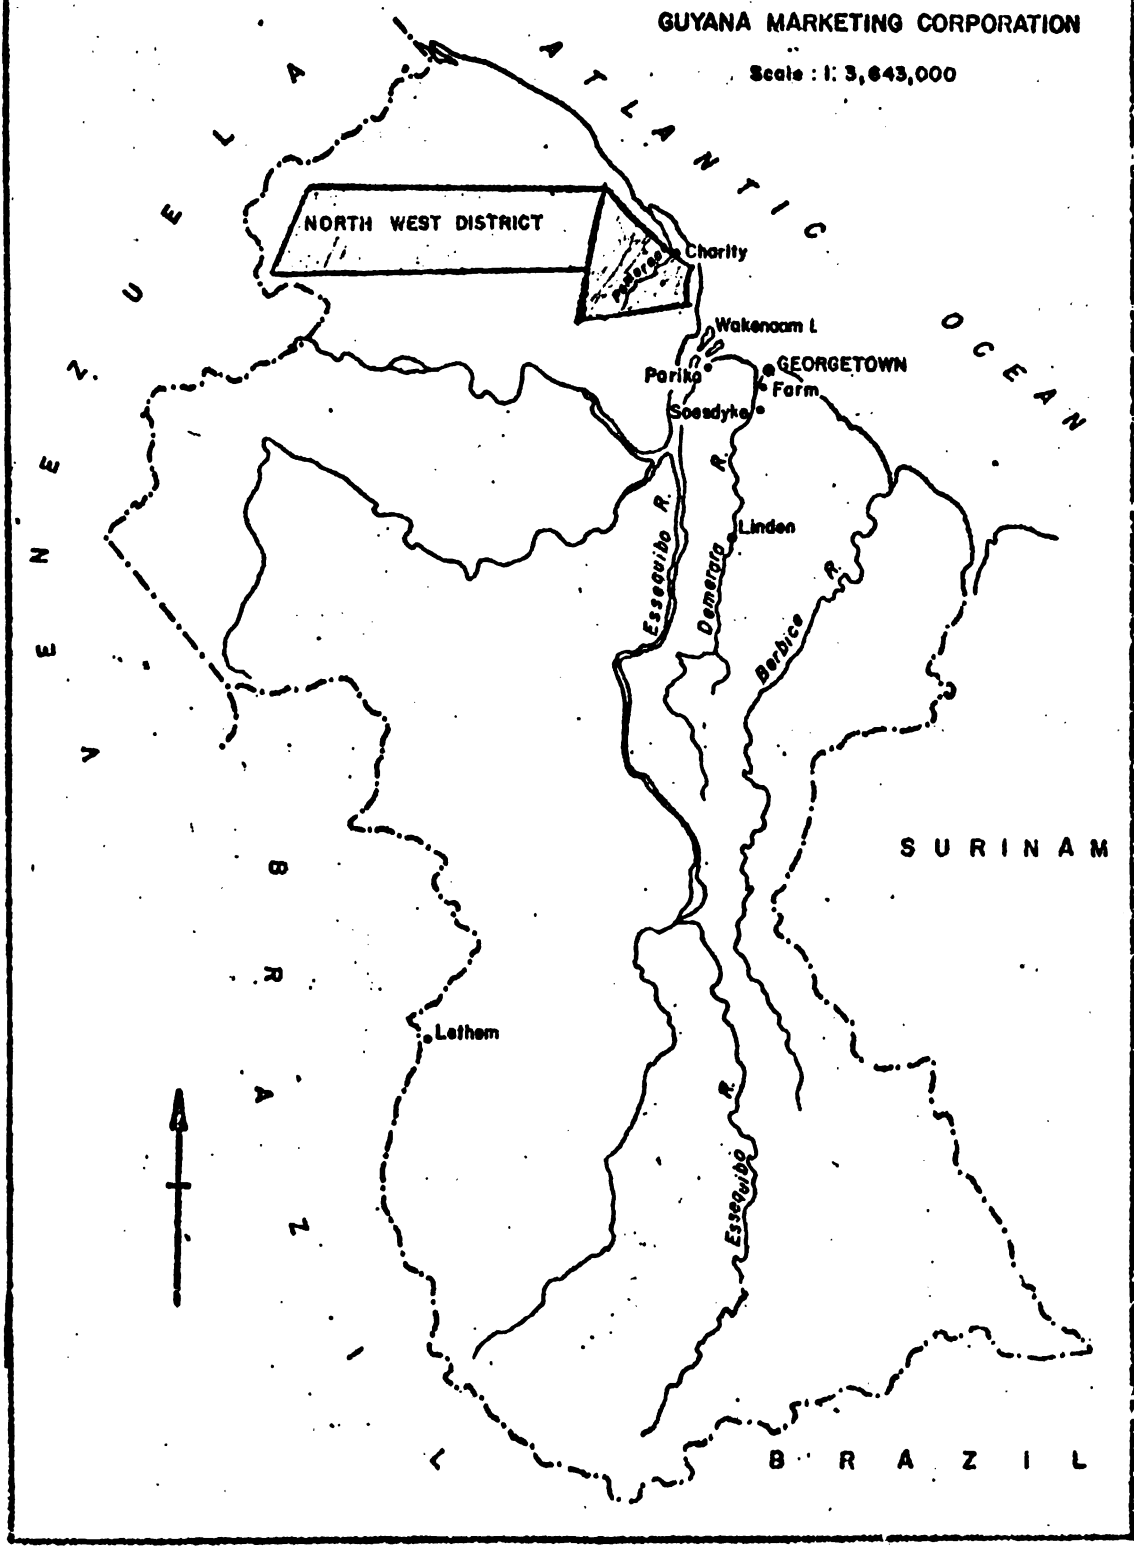 GUYANA MARKETING CORPORATION
Scale : 1: 3,643,000
ATLANTIC
OCEAN
VENEZUELA
NORTH WEST DISTRICT
Charity
Wakenaam I.
GEORGETOWN
Parika
Farm
Soesdyke
Linden
Essequibo R.
Demerara R.
Berbice R.
SURINAM
Lethem
Essequibo R.
BRAZIL
BRAZIL